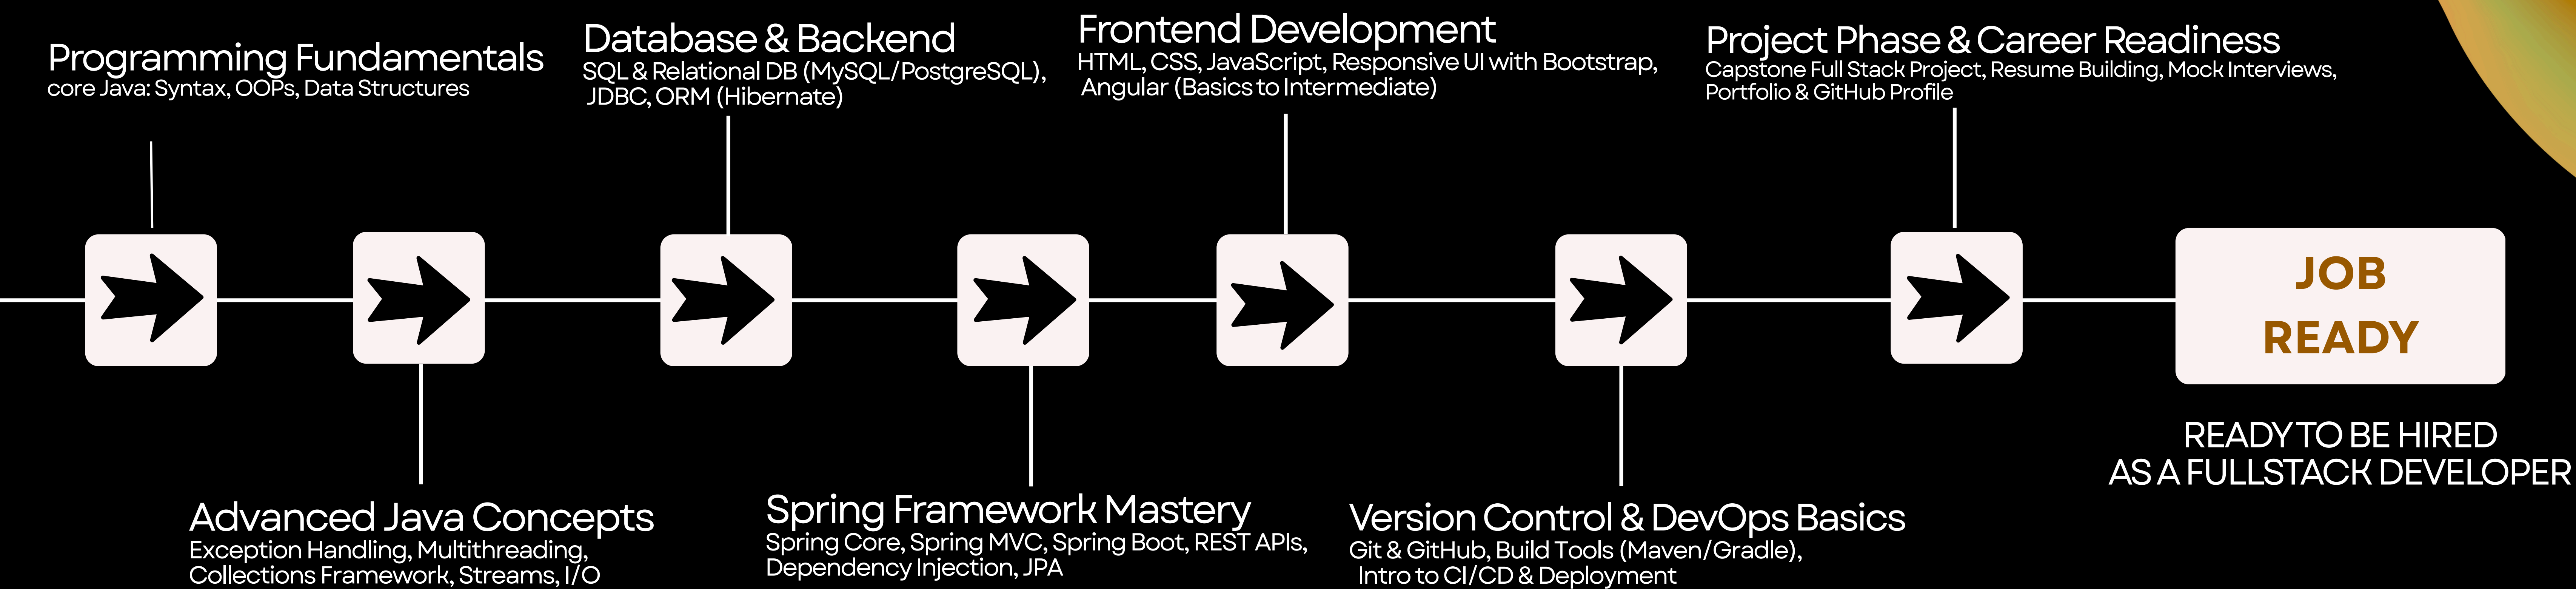 Programming Fundamentals
core Java: Syntax, OOPs, Data Structures
Advanced Java Concepts
Exception Handling, Multithreading,
Collections Framework, Streams, I/O
Database & Backend
SQL & Relational DB (MySQL/PostgreSQL),
JDBC, ORM (Hibernate)
Spring Framework Mastery
Spring Core, Spring MVC, Spring Boot, REST APIs,
Dependency Injection, JPA
Frontend Development
HTML, CSS, JavaScript, Responsive UI with Bootstrap,
Angular (Basics to Intermediate)
Version Control & DevOps Basics
Git & GitHub, Build Tools (Maven/Gradle),
Intro to CI/CD & Deployment
Project Phase & Career Readiness
Capstone Full Stack Project, Resume Building, Mock Interviews,
Portfolio & GitHub Profile
JOB
READY
READY TO BE HIRED
AS A FULLSTACK DEVELOPER